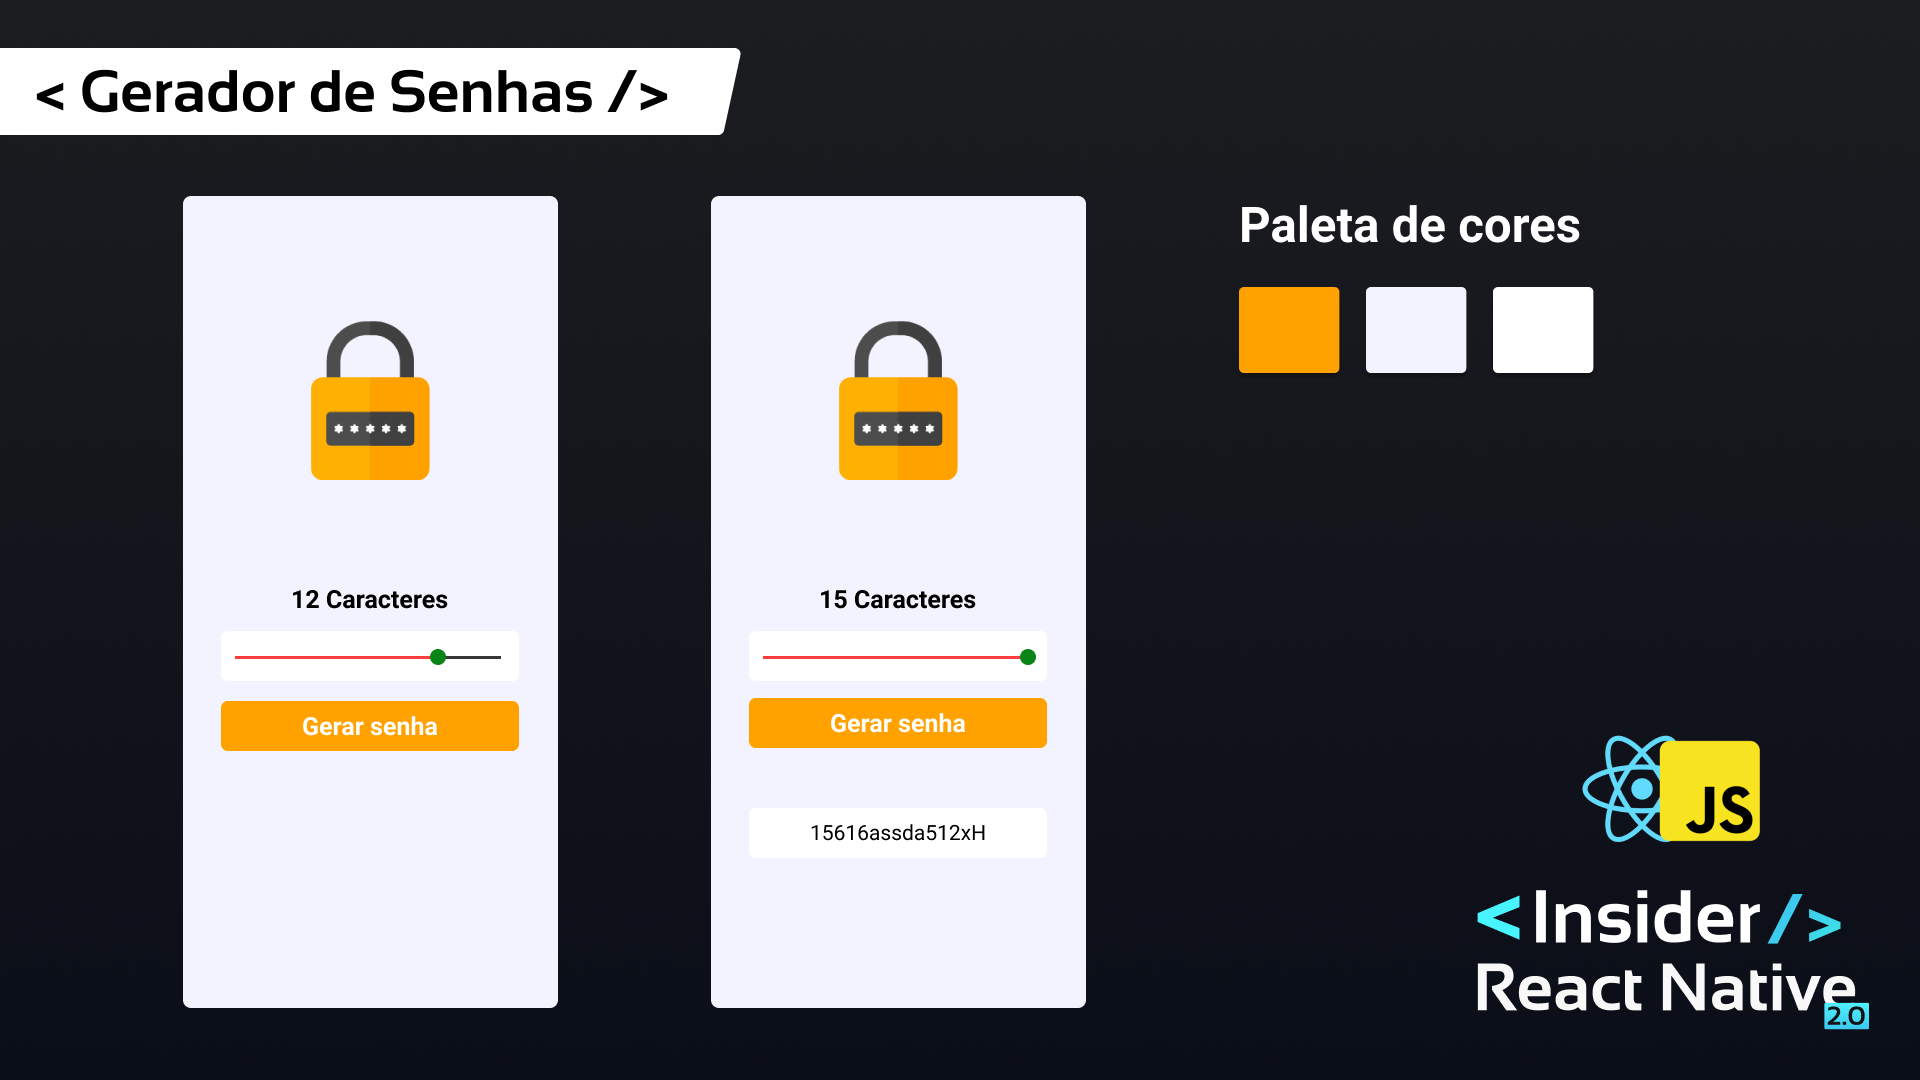 < Gerador de Senhas />
* * * * *
12 Caracteres
Gerar senha
* * * * *
15 Caracteres
Gerar senha
15616assda512xH
Paleta de cores
JS
<Insider/>
React Native
2.0